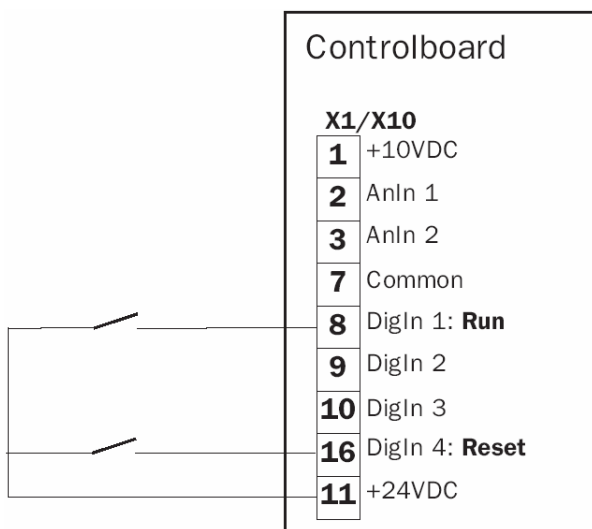 Controlboard
X1/X10
1 +10VDC
2 AnIn 1
3 AnIn 2
7 Common
8 DigIn 1: Run
9 DigIn 2
10 DigIn 3
16 DigIn 4: Reset
11 +24VDC